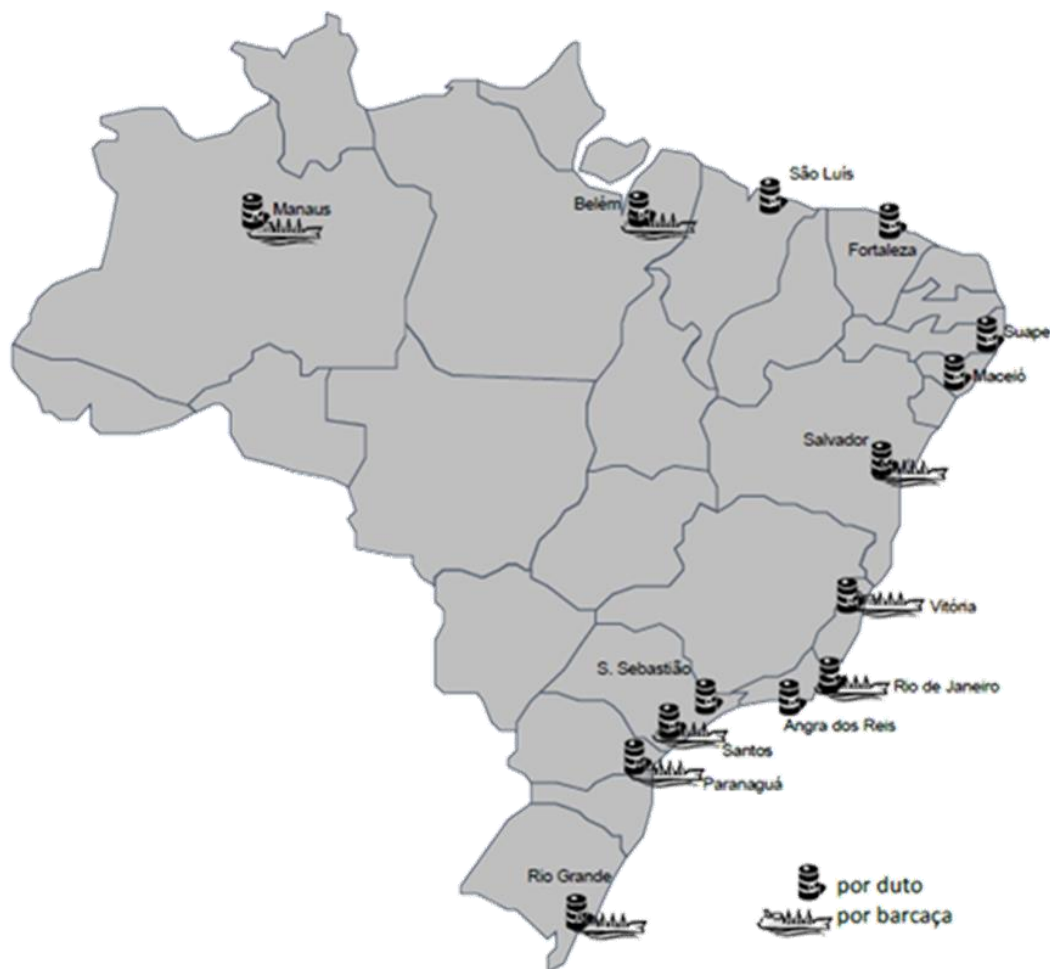 São Luís
Manaus
Belém
Fortaleza
Suape
Maceió
Salvador
Vitória
S. Sebastião
Rio de Janeiro
Angra dos Reis
Santos
Paranaguá
Rio Grande
por duto
por barcaça